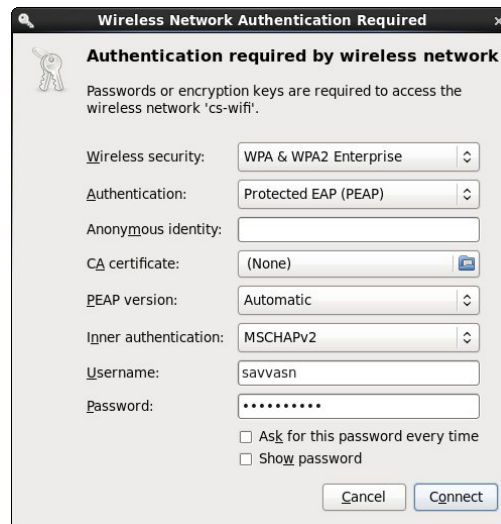 Wireless Network Authentication Required
Authentication required by wireless network
Passwords or encryption keys are required to access the
wireless network 'cs-wifi'.
Wireless security: WPA & WPA2 Enterprise
Authentication: Protected EAP (PEAP)
Anonymous identity:
CA certificate: (None)
PEAP version: Automatic
Inner authentication: MSCHAPv2
Username: savvasn
Password: ••••••••••
Ask for this password every time
Show password
Cancel Connect